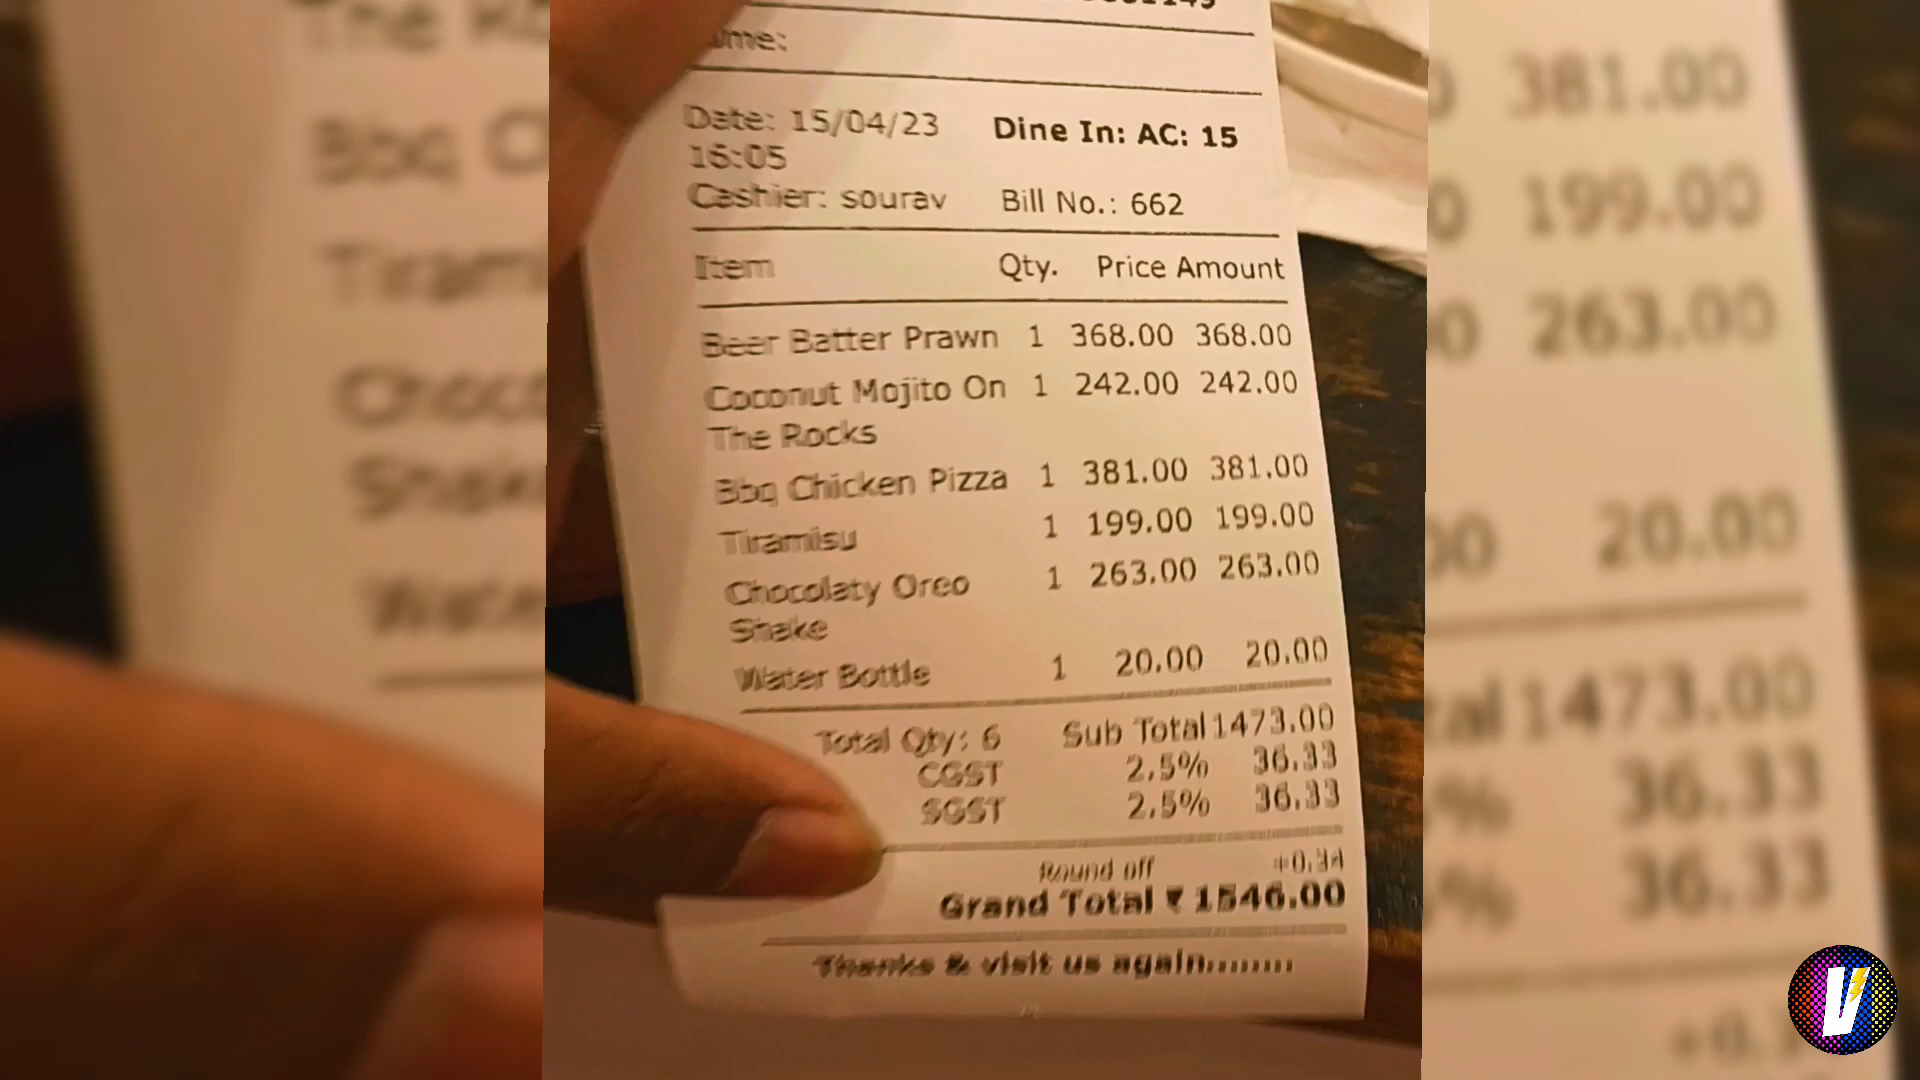 Date: 15/04/23 Dine In: AC: 15
16:05
Cashier: sourav Bill No.: 662
Item Qty. Price Amount
Beer Batter Prawn 1 368.00 368.00
Coconut Mojito On 1 242.00 242.00
The Rocks
Bbq Chicken Pizza 1 381.00 381.00
Tiramisu 1 199.00 199.00
Chocolaty Oreo 1 263.00 263.00
Shake
Water Bottle 1 20.00 20.00
Total Qty: 6 Sub Total 1473.00
CGST 2.5% 36.33
SGST 2.5% 36.33
Round off +0.34
Grand Total ₹ 1546.00
Thanks & visit us again.........